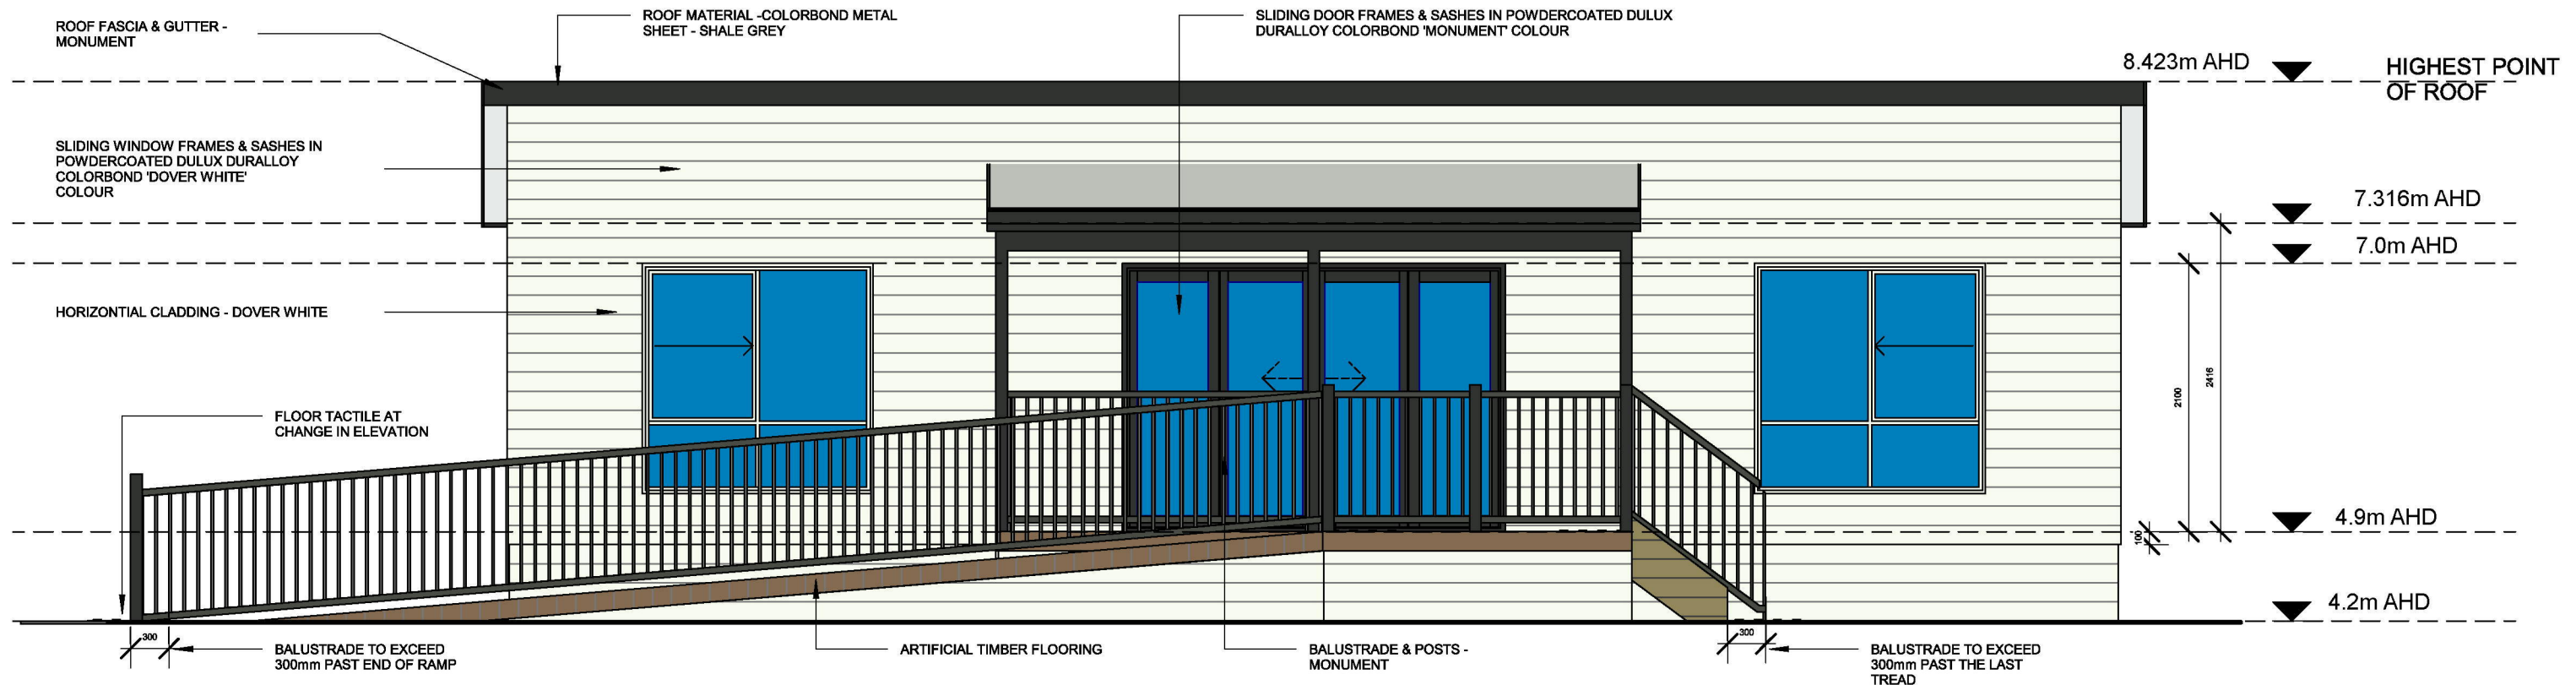 ROOF FASCIA & GUTTER -
MONUMENT
ROOF MATERIAL -COLORBOND METAL
SHEET - SHALE GREY
SLIDING DOOR FRAMES & SASHES IN POWDERCOATED DULUX
DURALLOY COLORBOND 'MONUMENT' COLOUR
8.423m AHD
HIGHEST POINT
OF ROOF
SLIDING WINDOW FRAMES & SASHES IN
POWDERCOATED DULUX DURALLOY
COLORBOND 'DOVER WHITE'
COLOUR
7.316m AHD
7.0m AHD
HORIZONTIAL CLADDING - DOVER WHITE
2416
2100
FLOOR TACTILE AT
CHANGE IN ELEVATION
4.9m AHD
100
4.2m AHD
300
BALUSTRADE TO EXCEED
300mm PAST END OF RAMP
ARTIFICIAL TIMBER FLOORING
BALUSTRADE & POSTS -
MONUMENT
300
BALUSTRADE TO EXCEED
300mm PAST THE LAST
TREAD